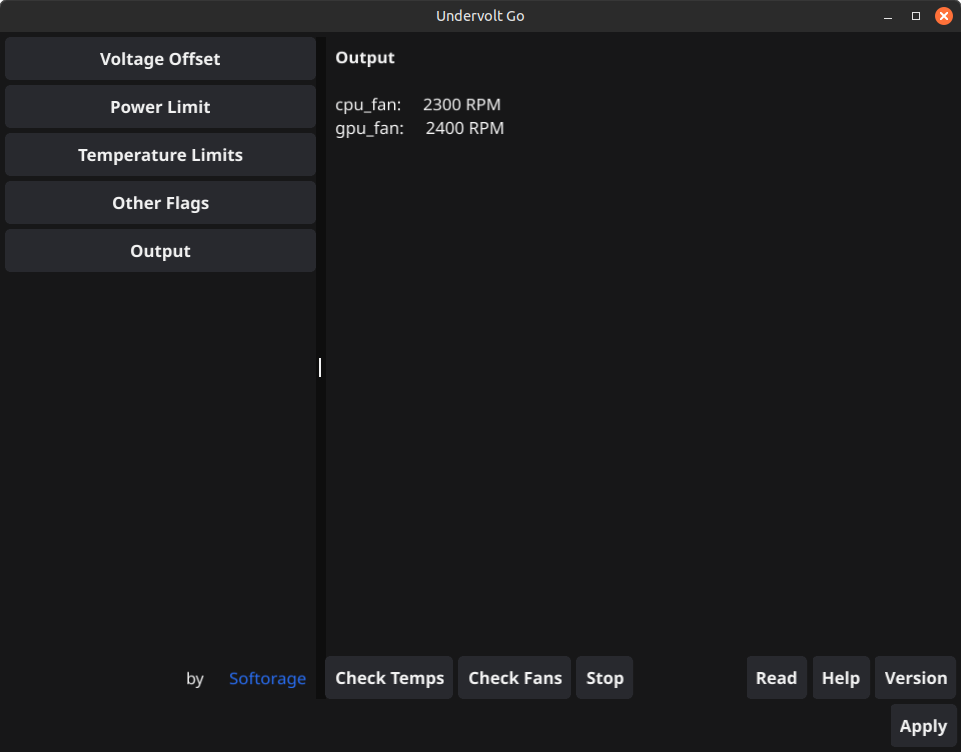 Undervolt Go
Voltage Offset
Power Limit
Temperature Limits
Other Flags
Output
by Softorage
Output
cpu_fan: 2300 RPM
gpu_fan: 2400 RPM
Check Temps Check Fans Stop Read Help Version
Apply